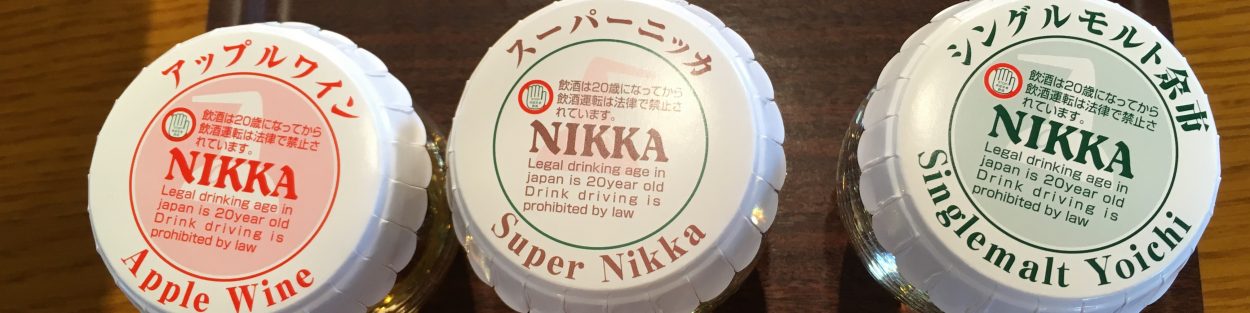 アップルワイン
飲酒は20歳になってから
飲酒運転は法律で禁止さ
れています。
NIKKA
Legal drinking age in
japan is 20year old
Drink driving is
prohibited by law
Apple Wine
スーパーニッカ
飲酒は20歳になってから
飲酒運転は法律で禁止さ
れています。
NIKKA
Legal drinking age in
japan is 20year old
Drink driving is
prohibited by law
Super Nikka
シングルモルト余市
飲酒は20歳になってから
飲酒運転は法律で禁止さ
れています。
NIKKA
Legal drinking age in
japan is 20year old
Drink driving is
prohibited by law
Singlemalt Yoichi